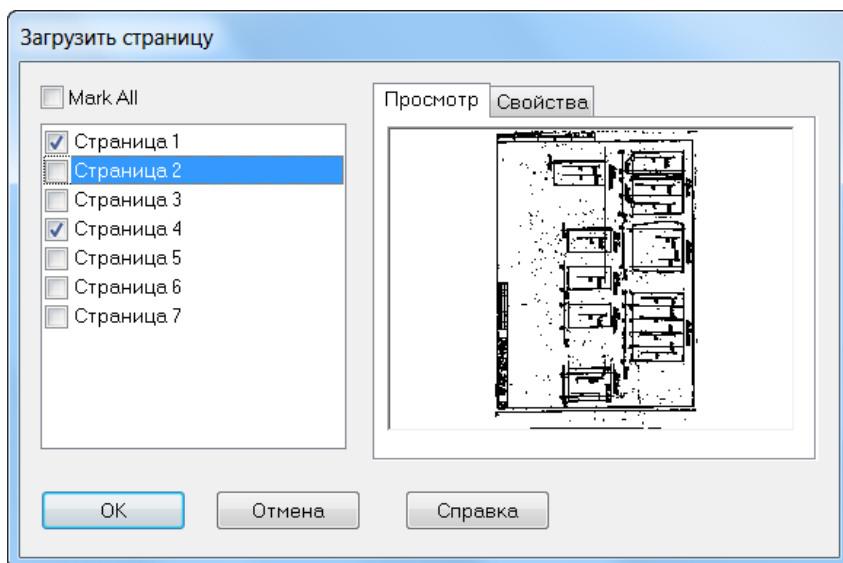 Загрузить страницу
Mark All
Просмотр
Свойства
Страница 1
Страница 2
Страница 3
Страница 4
Страница 5
Страница 6
Страница 7
OK
Отмена
Справка